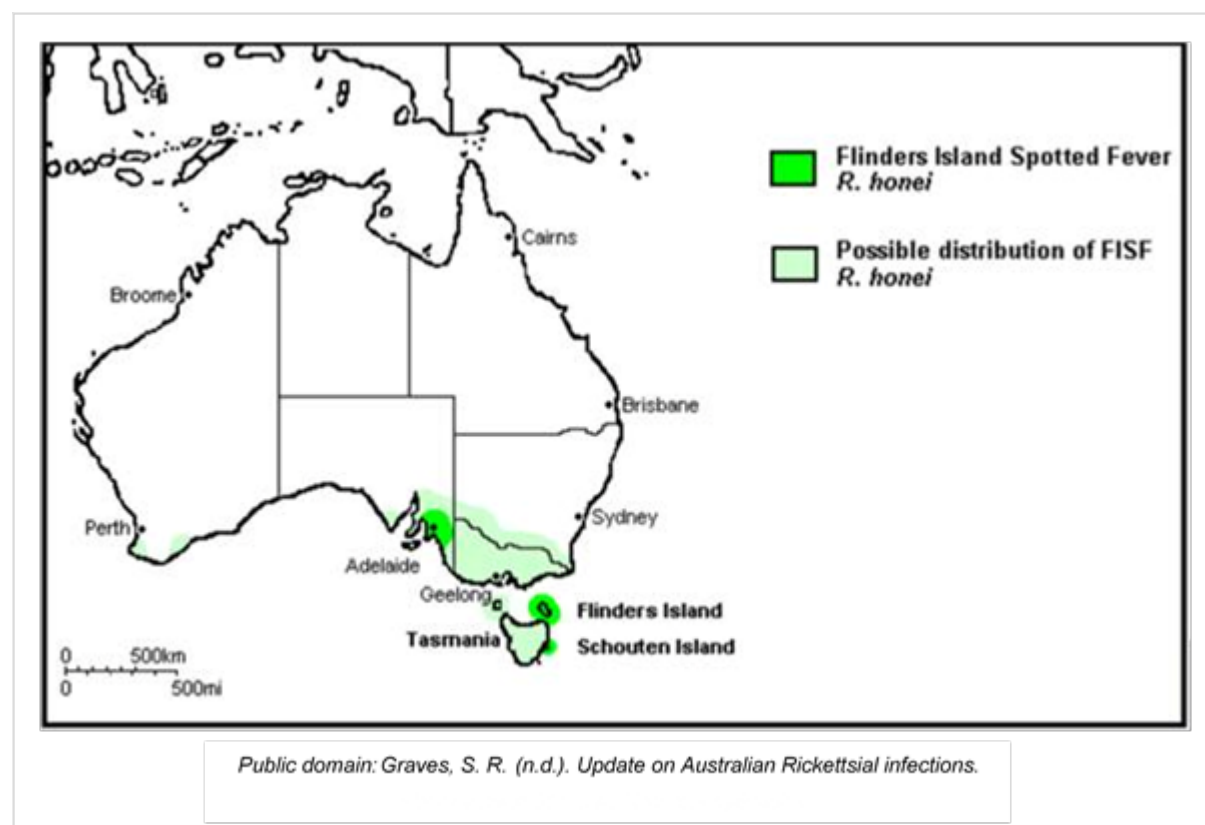 Flinders Island Spotted Fever
R. honei
Possible distribution of FISF
R. honei
Cairns
Broome
Brisbane
Perth
Sydney
Adelaide
Geelong
Flinders Island
Tasmania
Schouten Island
0 500km
0 500mi
Public domain: Graves, S. R. (n.d.). Update on Australian Rickettsial infections.